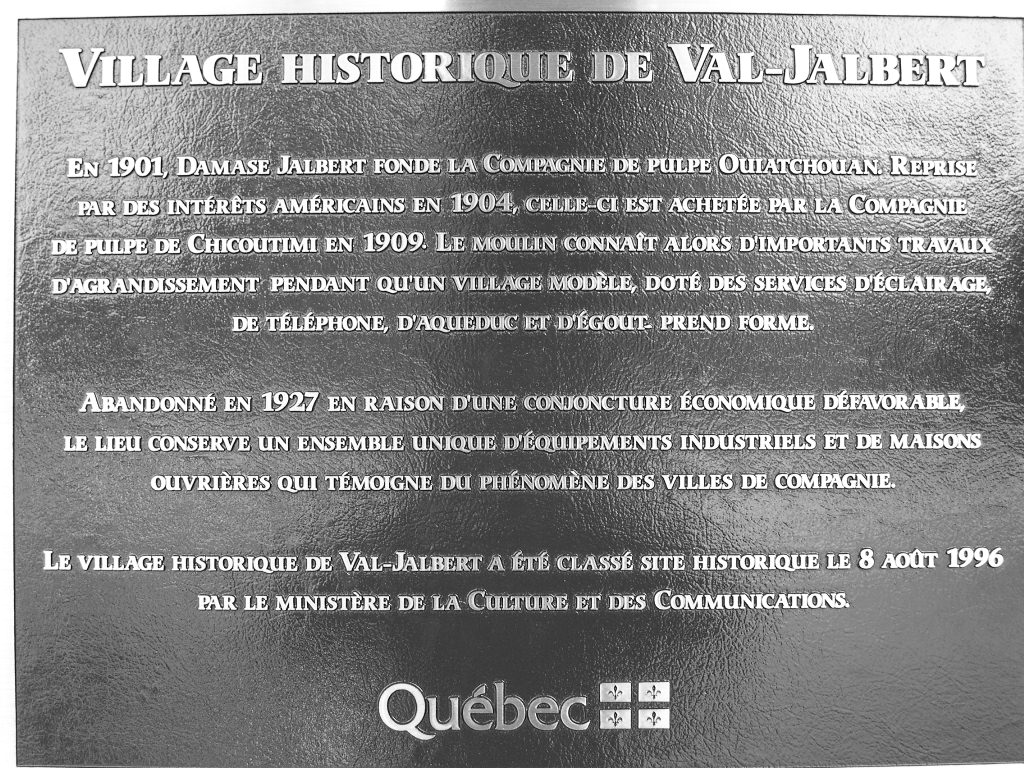 VILLAGE HISTORIQUE DE VAL-JALBERT
EN 1901, DAMASE JALBERT FONDE LA COMPAGNIE DE PULPE OUIATCHOUAN. REPRISE
PAR DES INTÉRÊTS AMÉRICAINS EN 1904, CELLE-CI EST ACHETÉE PAR LA COMPAGNIE
DE PULPE DE CHICOUTIMI EN 1909. LE MOULIN CONNAÎT ALORS D'IMPORTANTS TRAVAUX
D'AGRANDISSEMENT PENDANT QU'UN VILLAGE MODÈLE, DOTÉ DES SERVICES D'ÉCLAIRAGE,
DE TÉLÉPHONE, D'AQUEDUC ET D'ÉGOUT. PREND FORME.
ABANDONNÉ EN 1927 EN RAISON D'UNE CONJONCTURE ÉCONOMIQUE DÉFAVORABLE,
LE LIEU CONSERVE UN ENSEMBLE UNIQUE D'ÉQUIPEMENTS INDUSTRIELS ET DE MAISONS
OUVRIÈRES QUI TÉMOIGNE DU PHÉNOMÈNE DES VILLES DE COMPAGNIE.
LE VILLAGE HISTORIQUE DE VAL-JALBERT A ÉTÉ CLASSÉ SITE HISTORIQUE LE 8 AOÛT 1996
PAR LE MINISTÈRE DE LA CULTURE ET DES COMMUNICATIONS.
Québec